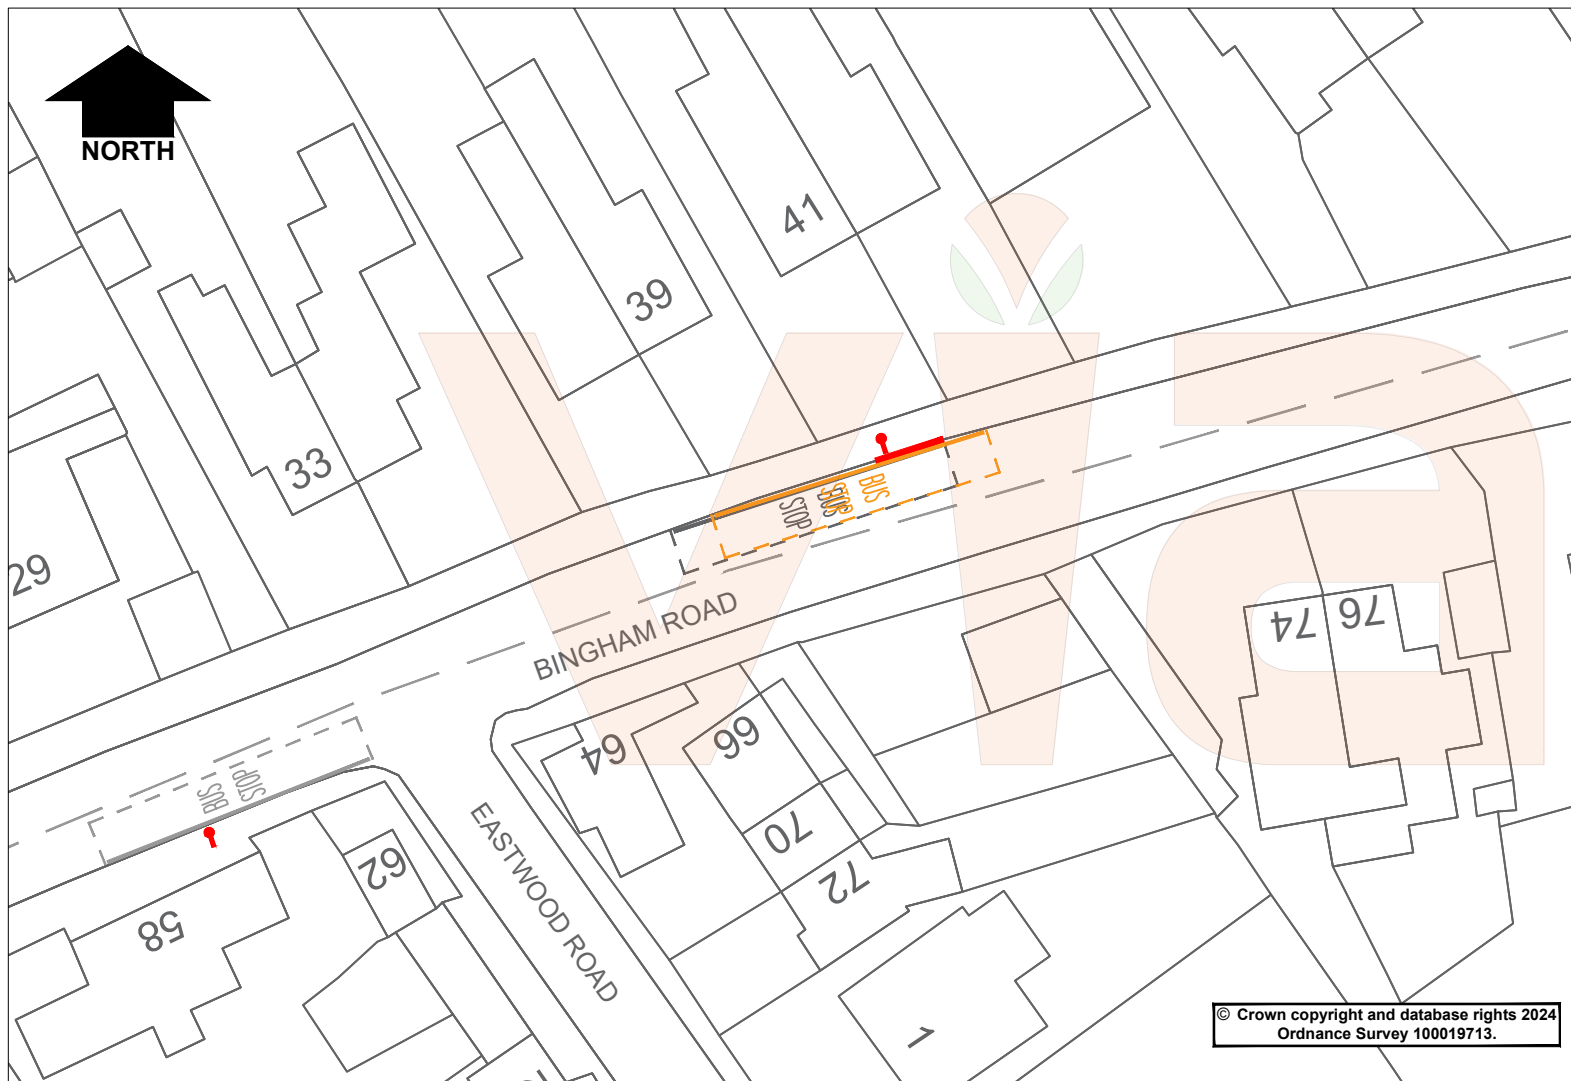 NORTH
41
39
33
29
BUS
STOP
BUS
STOP
BINGHAM ROAD
74
76
64
66
BUS
STOP
70
62
72
EASTWOOD ROAD
58
1
© Crown copyright and database rights 2024
Ordnance Survey 100019713.
via